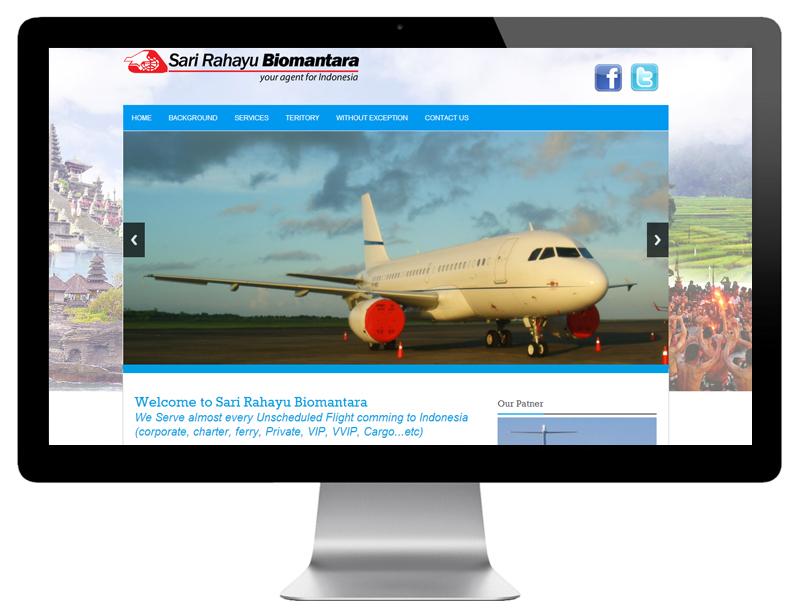 Sari Rahayu Biomantara
your agent for Indonesia
HOME BACKGROUND SERVICES TERITORY WITHOUT EXCEPTION CONTACT US
Welcome to Sari Rahayu Biomantara
We Serve almost every Unscheduled Flight comming to Indonesia
(corporate, charter, ferry, Private, VIP, VVIP, Cargo...etc)
Our Patner